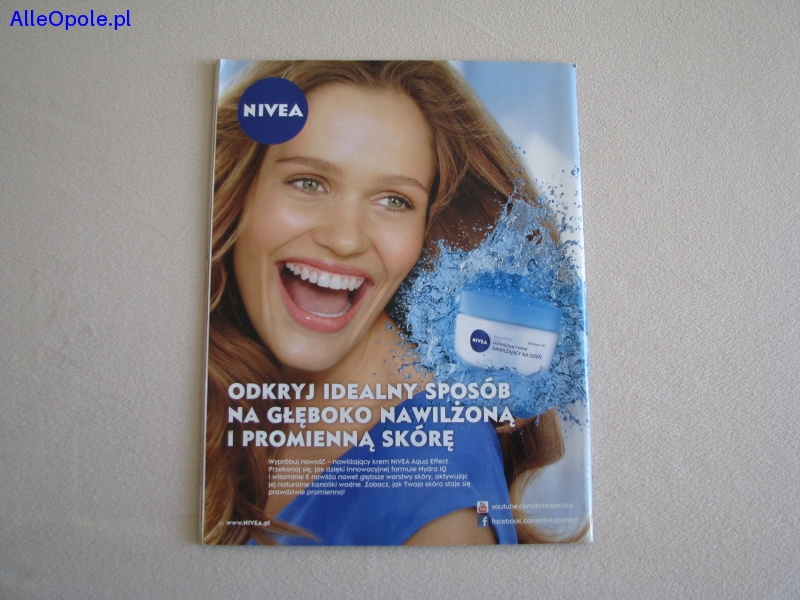 AlleOpole.pl
NIVEA
NIVEA
NAWILŻAJĄCY NA DZIEŃ
ODKRYJ IDEALNY SPOSÓB
NA GŁĘBOKO NAWILŻONĄ
I PROMIENNĄ SKÓRĘ
Wypróbuj nowość – nawilżający krem NIVEA Aqua Effect.
Przekonaj się, jak dzięki innowacyjnej formule Hydra IQ
i witaminie E nawilża nawet głębsze warstwy skóry, aktywując
jej naturalne kanaliki wodne. Zobacz, jak Twoja skóra staje się
prawdziwie promienna!
youtube.com/niveapolska
facebook.com/niveapolska
www.NIVEA.pl